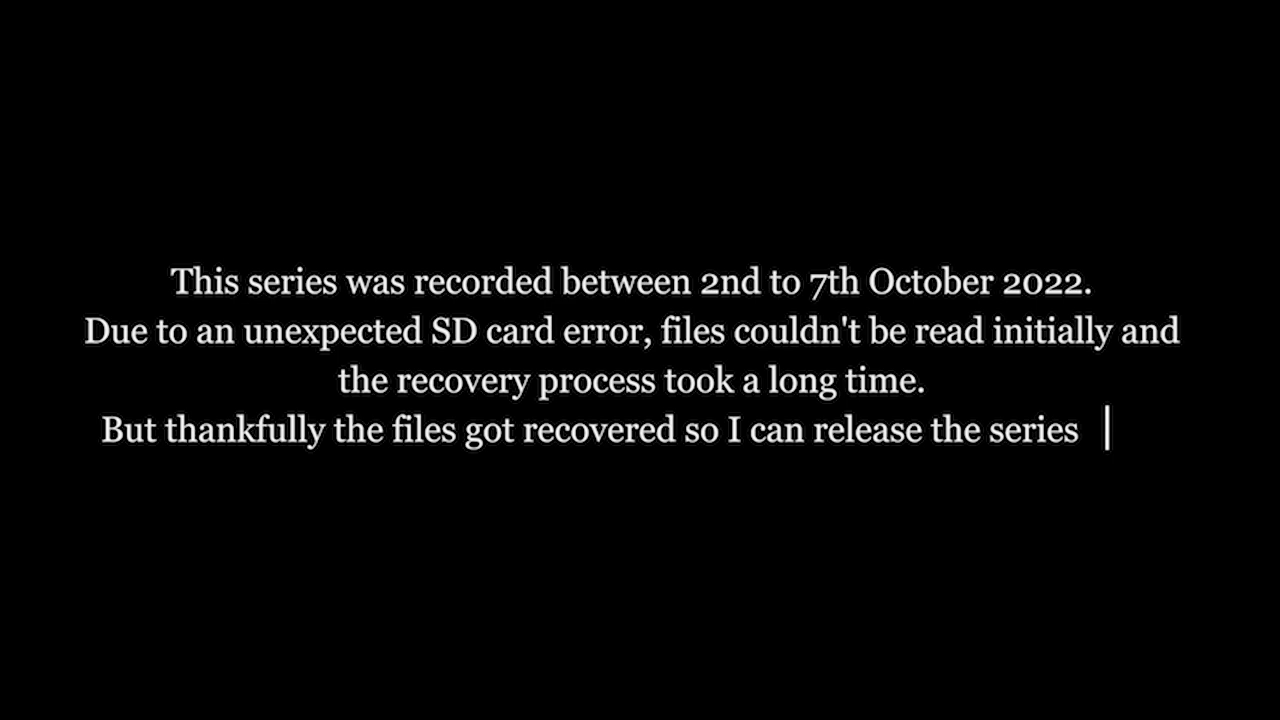 This series was recorded between 2nd to 7th October 2022.
Due to an unexpected SD card error, files couldn't be read initially and
the recovery process took a long time.
But thankfully the files got recovered so I can release the series